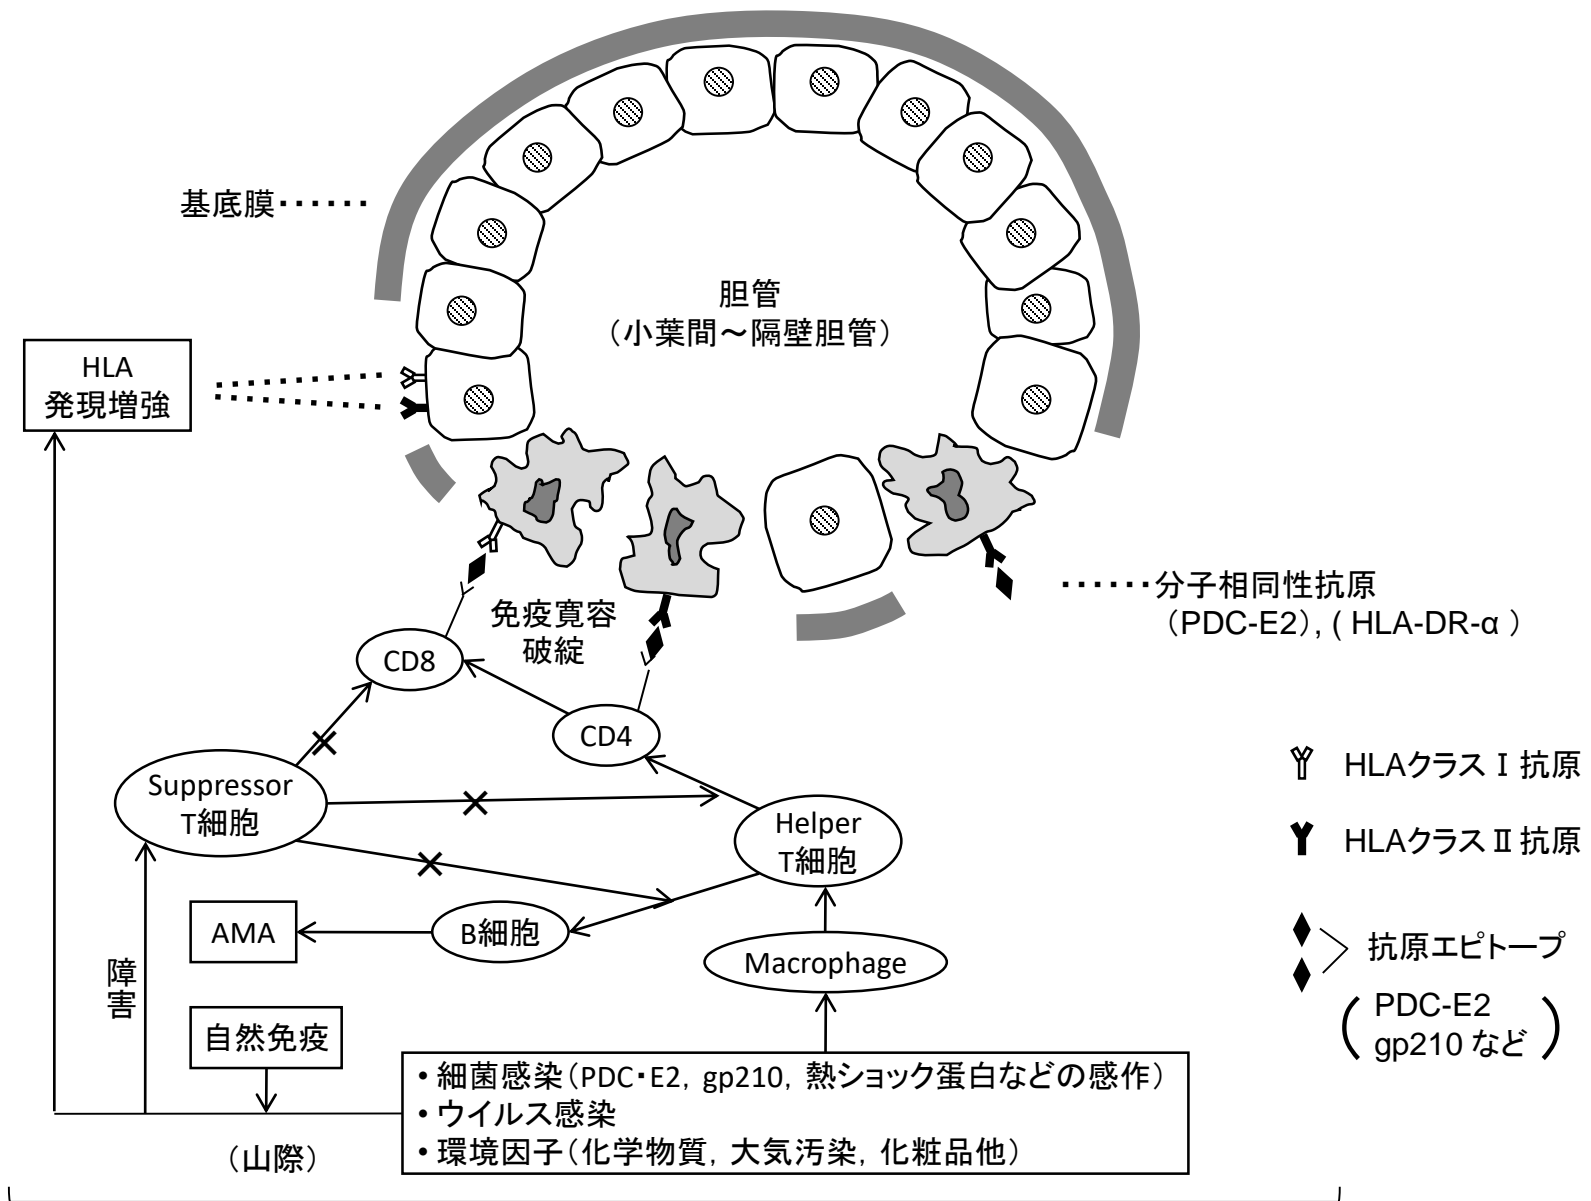 基底膜
胆管
（小葉間～隔壁胆管）
HLA
発現増強
免疫寛容
破綻
分子相同性抗原
（PDC-E2）, ( HLA-DR-α ）
CD8
CD4
Suppressor
T細胞
Helper
T細胞
HLAクラス Ⅰ 抗原
HLAクラス Ⅱ 抗原
AMA
B細胞
Macrophage
抗原エピトープ
PDC-E2
gp210 など
障害
自然免疫
• 細菌感染（PDC・E2, gp210, 熱ショック蛋白などの感作）
• ウイルス感染
• 環境因子（化学物質, 大気汚染, 化粧品他）
（山際）